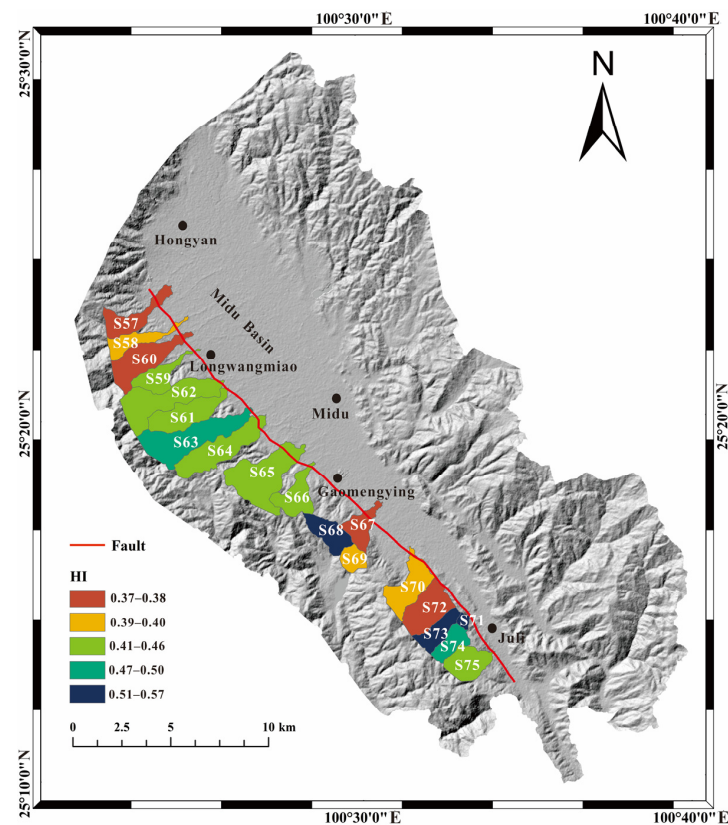 100°30'0"E
100°40'0"E
25°30'0"N
N
Hongyan
Midu Basin
S57
S58
S60
Longwangmiao
S59
S62
Midu
S61
25°20'0"N
25°20'0"N
S63
S64
S65
Gaomengying
S66
S67
S68
Fault
S69
HI
S70
0.37–0.38
S72
0.39–0.40
S71
S73
Juli
0.41–0.46
S74
0.47–0.50
S75
0.51–0.57
0 2.5 5 10 km
25°10'0"N
100°30'0"E
100°40'0"E